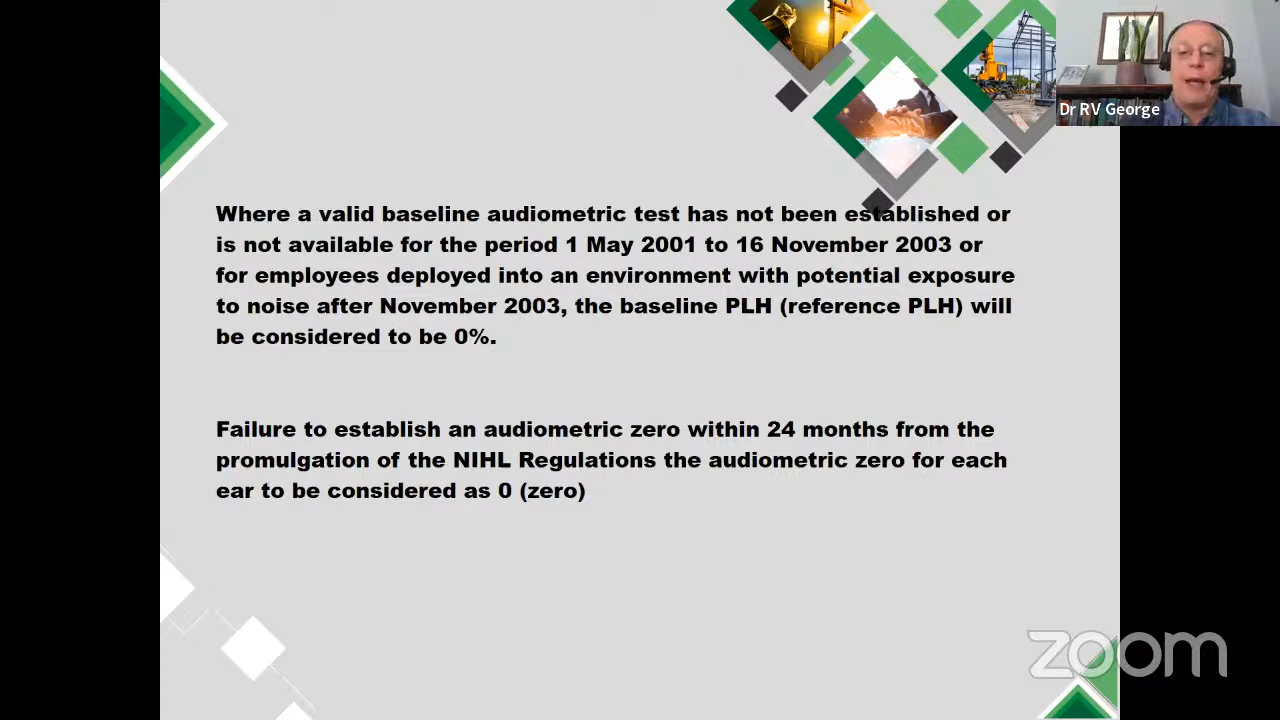 Dr RV George
Where a valid baseline audiometric test has not been established or
is not available for the period 1 May 2001 to 16 November 2003 or
for employees deployed into an environment with potential exposure
to noise after November 2003, the baseline PLH (reference PLH) will
be considered to be 0%.
Failure to establish an audiometric zero within 24 months from the
promulgation of the NIHL Regulations the audiometric zero for each
ear to be considered as 0 (zero)
zoom